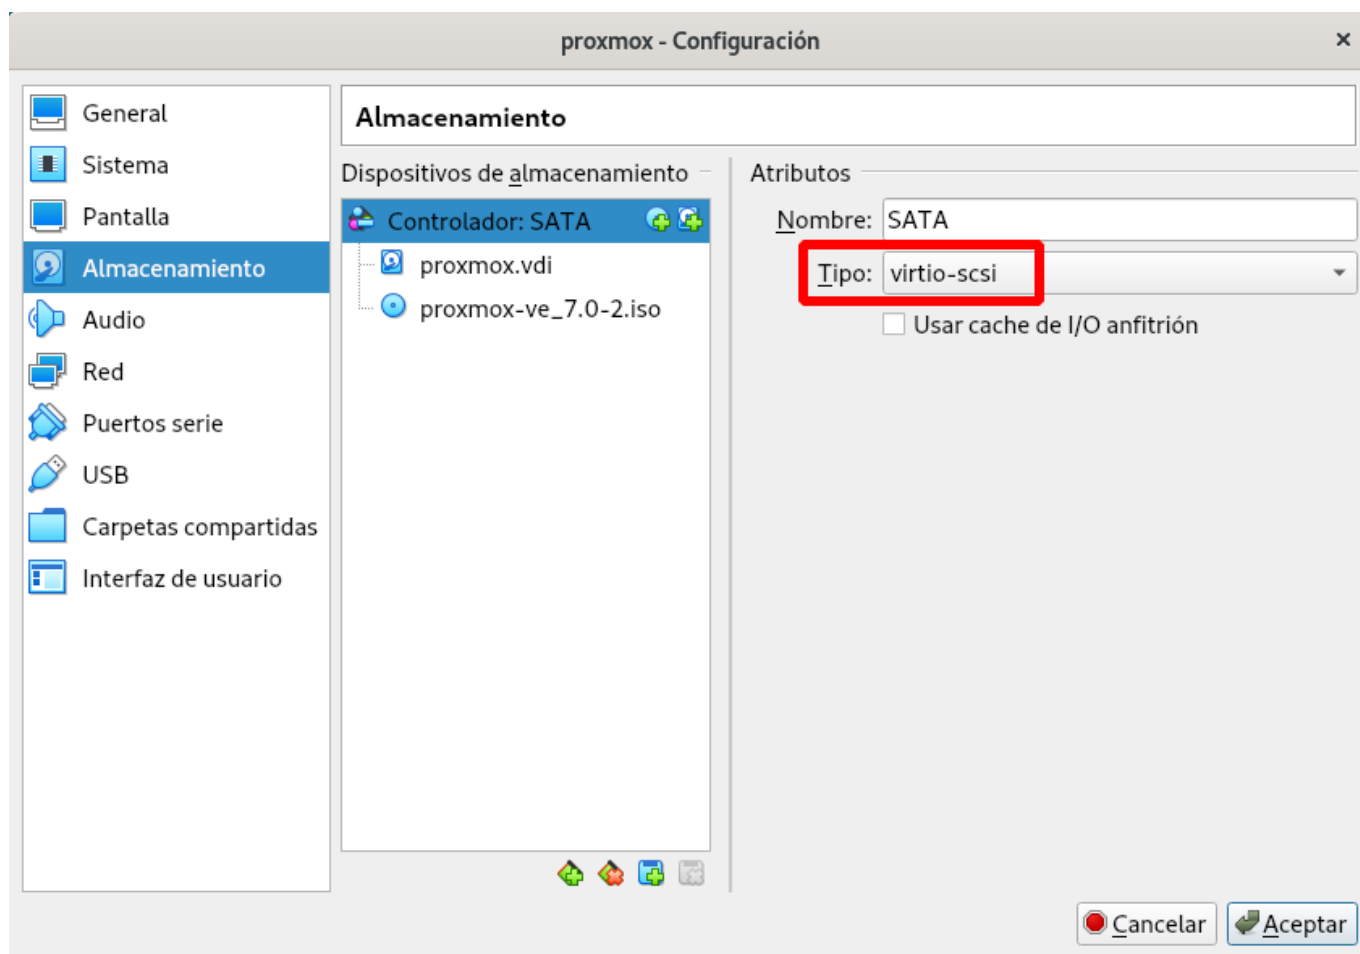 proxmox - Configuración
General
Sistema
Pantalla
Almacenamiento
Audio
Red
Puertos serie
USB
Carpetas compartidas
Interfaz de usuario
Almacenamiento
Dispositivos de almacenamiento
Controlador: SATA
proxmox.vdi
proxmox-ve_7.0-2.iso
Atributos
Nombre: SATA
Tipo: virtio-scsi
Usar cache de I/O anfitrión
Cancelar
Aceptar